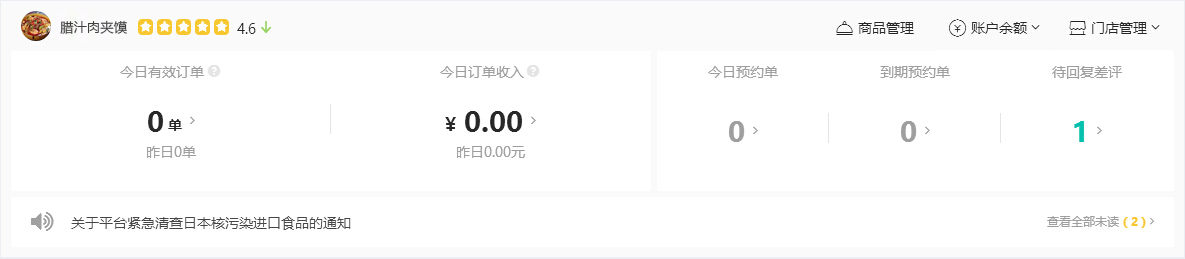 腊汁肉夹馍 4.6 商品管理 账户余额 门店管理
今日有效订单 今日订单收入 今日预约单 到期预约单 待回复差评
0 单 ¥ 0.00 0 0 1
昨日0单 昨日0.00元
关于平台紧急清查日本核污染进口食品的通知 查看全部未读 ( 2 )